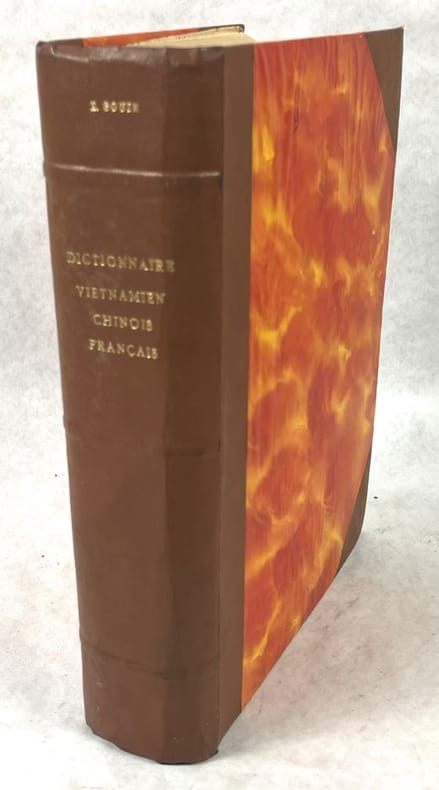 E. GOUIN
DICTIONNAIRE
VIETNAMIEN
CHINOIS
FRANÇAIS